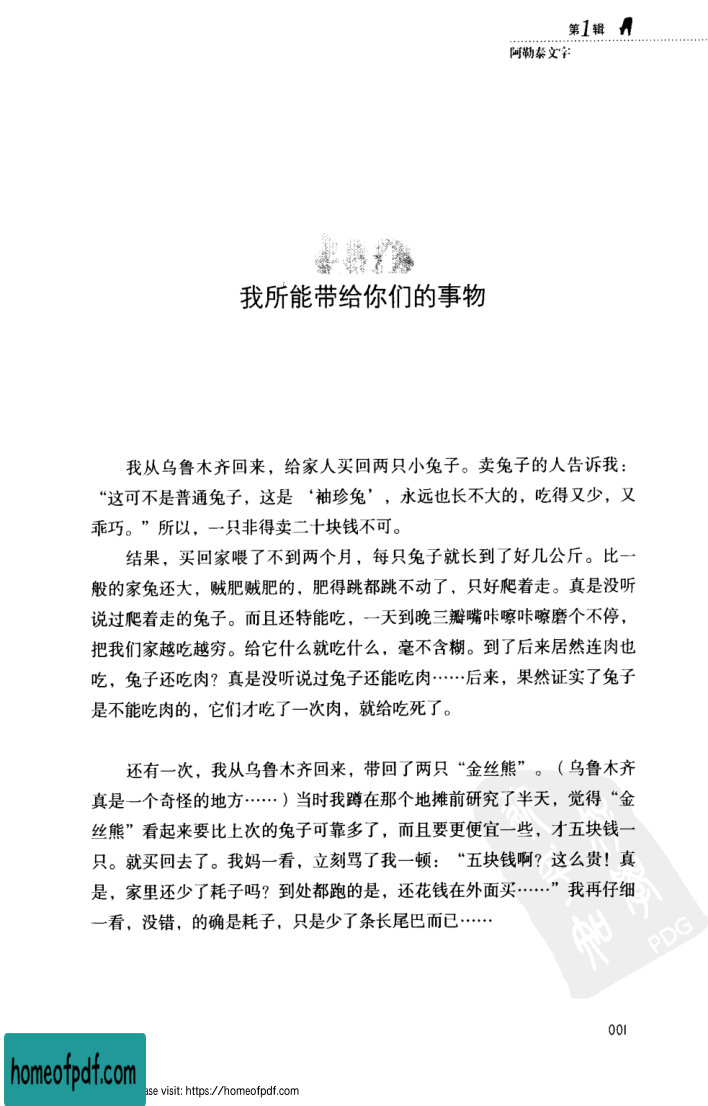 第1辑
阿勒泰文字
我所能带给你们的事物
我从乌鲁木齐回来，给家人买回两只小兔子。卖兔子的人告诉我：
“这可不是普通兔子，这是‘袖珍兔’，永远也长不大的，吃得又少，又
乖巧。”所以，一只非得卖二十块钱不可。
结果，买回家喂了不到两个月，每只兔子就长到了好几公斤。比一
般的家兔还大，贼肥贼肥的，肥得跳都跳不动了，只好爬着走。真是没听
说过爬着走的兔子。而且还特能吃，一天到晚三瓣嘴咔嚓咔嚓磨个不停，
把我们家越吃越穷。给它什么就吃什么，毫不含糊。到了后来居然连肉也
吃，兔子还吃肉？真是没听说过兔子还能吃肉……后来，果然证实了兔子
是不能吃肉的，它们才吃了一次肉，就给吃死了。
还有一次，我从乌鲁木齐回来，带回了两只“金丝熊”。（乌鲁木齐
真是一个奇怪的地方……）当时我蹲在那个地摊前研究了半天，觉得“金
丝熊”看起来要比上次的兔子可靠多了，而且要更便宜一些，才五块钱一
只。就买回去了。我妈一看，立刻骂了我一顿：“五块钱啊？这么贵！真
是，家里还少了耗子吗？到处都跑的是，还花钱在外面买……”我再仔细
一看，没错，的确是耗子，只是少了条长尾巴而已……
PDG
001
homeofpdf.com
ase visit: https://homeofpdf.com